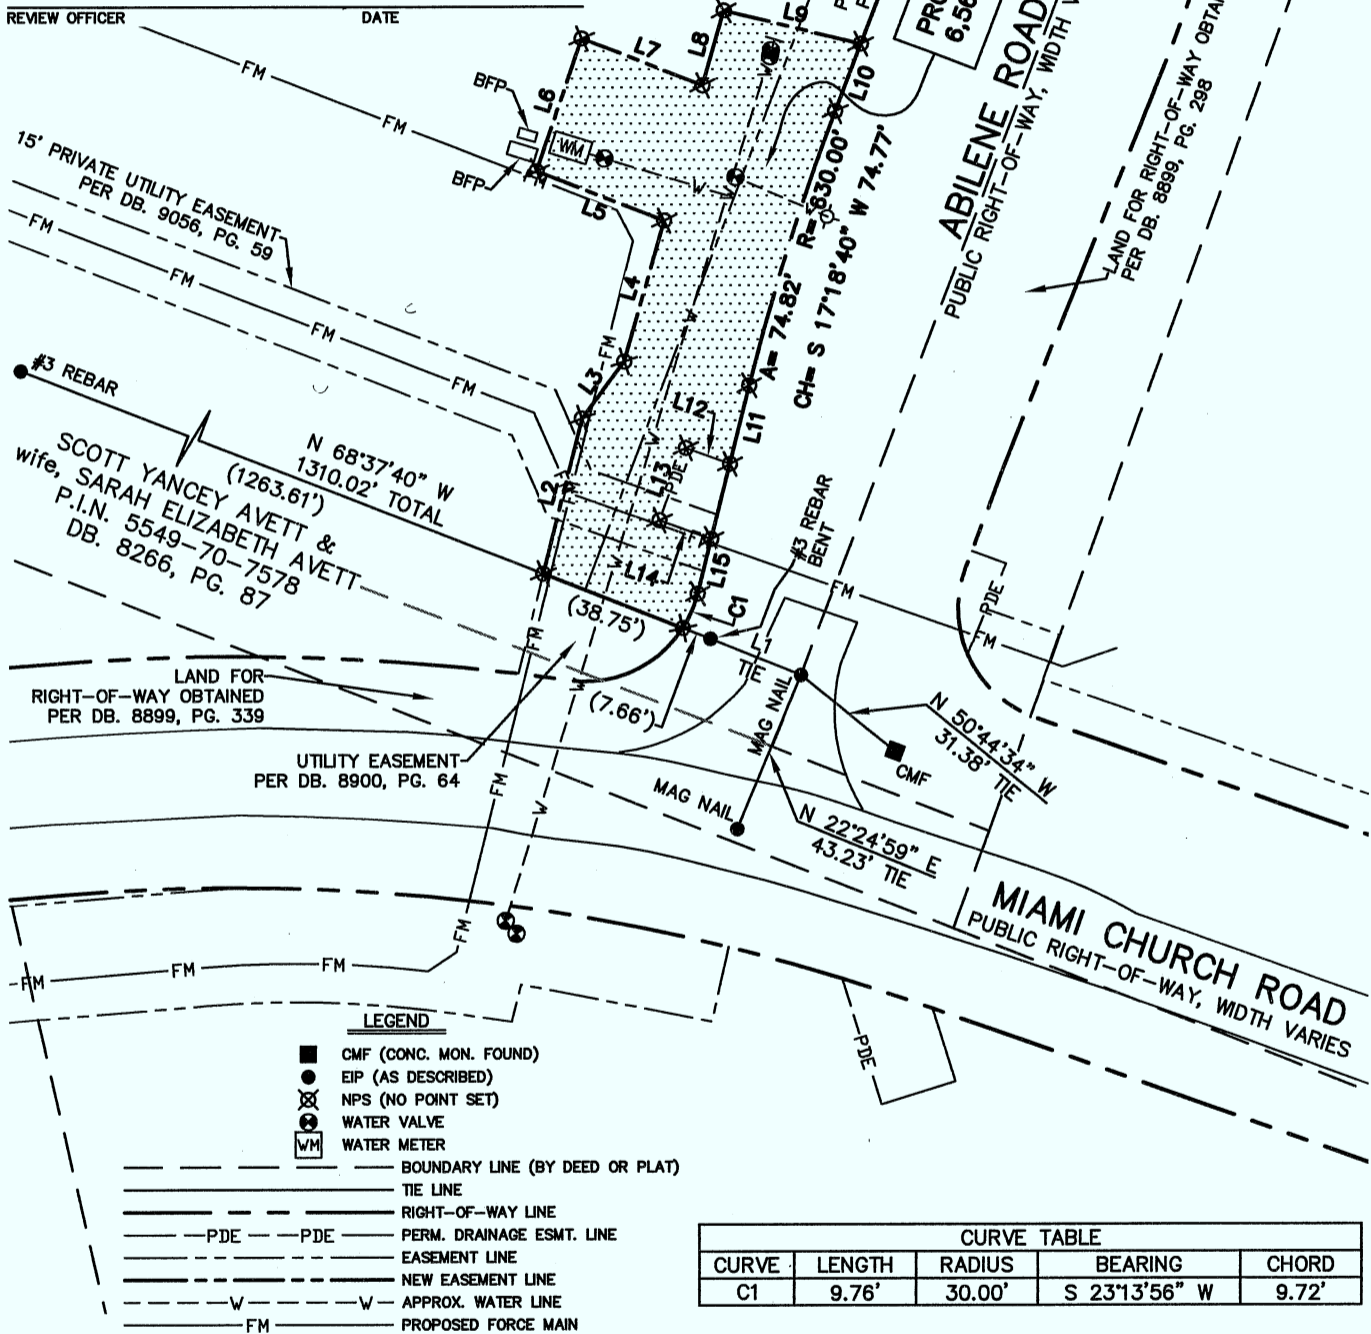 REVIEW OFFICER
DATE
FM
L7
L8
L9
PRO
6,56
ABILENE ROAD
PUBLIC RIGHT-OF-WAY, WIDTH V
LAND FOR RIGHT-OF-WAY OBTA
PER DB. 8899, PG. 298
BFP
L6
L10
FM
WM
W
BFP
FM
L5
W
W
R= 630.00'
A= 74.82'
CH= S 17°18'40" W 74.77'
15' PRIVATE UTILITY EASEMENT
PER DB. 9056, PG. 59
FM
FM
FM
FM
L4
W
FM
L3
#3 REBAR
L12
L11
W
L13
PDE
N 68°37'40" W
1310.02' TOTAL
(1263.61')
SCOTT YANCEY AVETT &
wife, SARAH ELIZABETH AVETT
P.I.N. 5549-70-7578
DB. 8266, PG. 87
L2
FM
#3 REBAR
BENT
L14
L15
W
FM
C1
(38.75')
PDE
FM
FM
L1
TIE
LAND FOR
RIGHT-OF-WAY OBTAINED
PER DB. 8899, PG. 339
W
(7.66')
MAG NAIL
N 50°44'34" W
31.38' TIE
UTILITY EASEMENT
PER DB. 8900, PG. 64
FM
W
CMF
MAG NAIL
N 22°24'59" E
43.23' TIE
MIAMI CHURCH ROAD
PUBLIC RIGHT-OF-WAY, WIDTH VARIES
FM
FM
FM
FM
PDE
LEGEND
CMF (CONC. MON. FOUND)
EIP (AS DESCRIBED)
NPS (NO POINT SET)
WATER VALVE
WM WATER METER
BOUNDARY LINE (BY DEED OR PLAT)
TIE LINE
RIGHT-OF-WAY LINE
PDE PDE PERM. DRAINAGE ESMT. LINE
EASEMENT LINE
NEW EASEMENT LINE
W W APPROX. WATER LINE
FM PROPOSED FORCE MAIN
CURVE TABLE
CURVE LENGTH RADIUS BEARING CHORD
C1 9.76' 30.00' S 23°13'56" W 9.72'